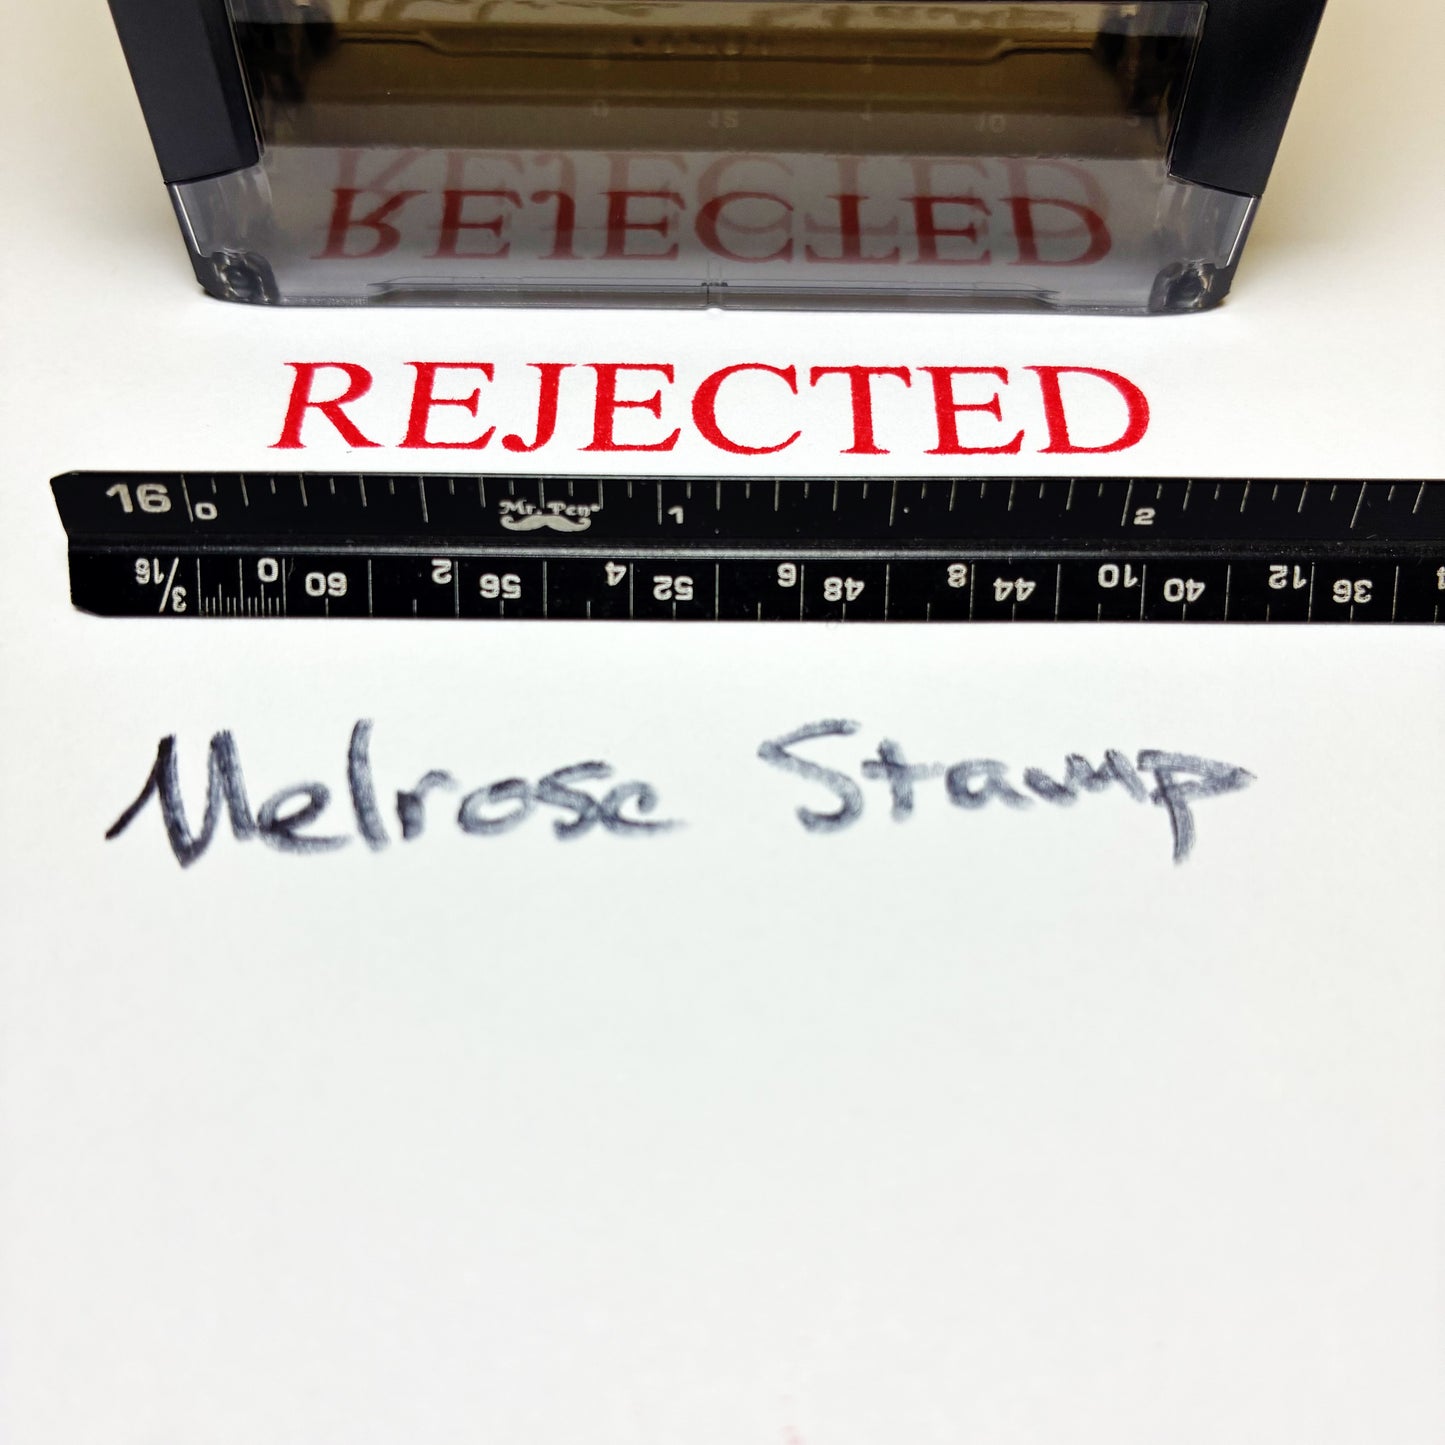 REJECTED
REJECTED
16 0 Mr. Pen® 1 2
3/16 0 60 2 56 4 52 6 48 8 44 10 40 12 36
Melrose Stamp